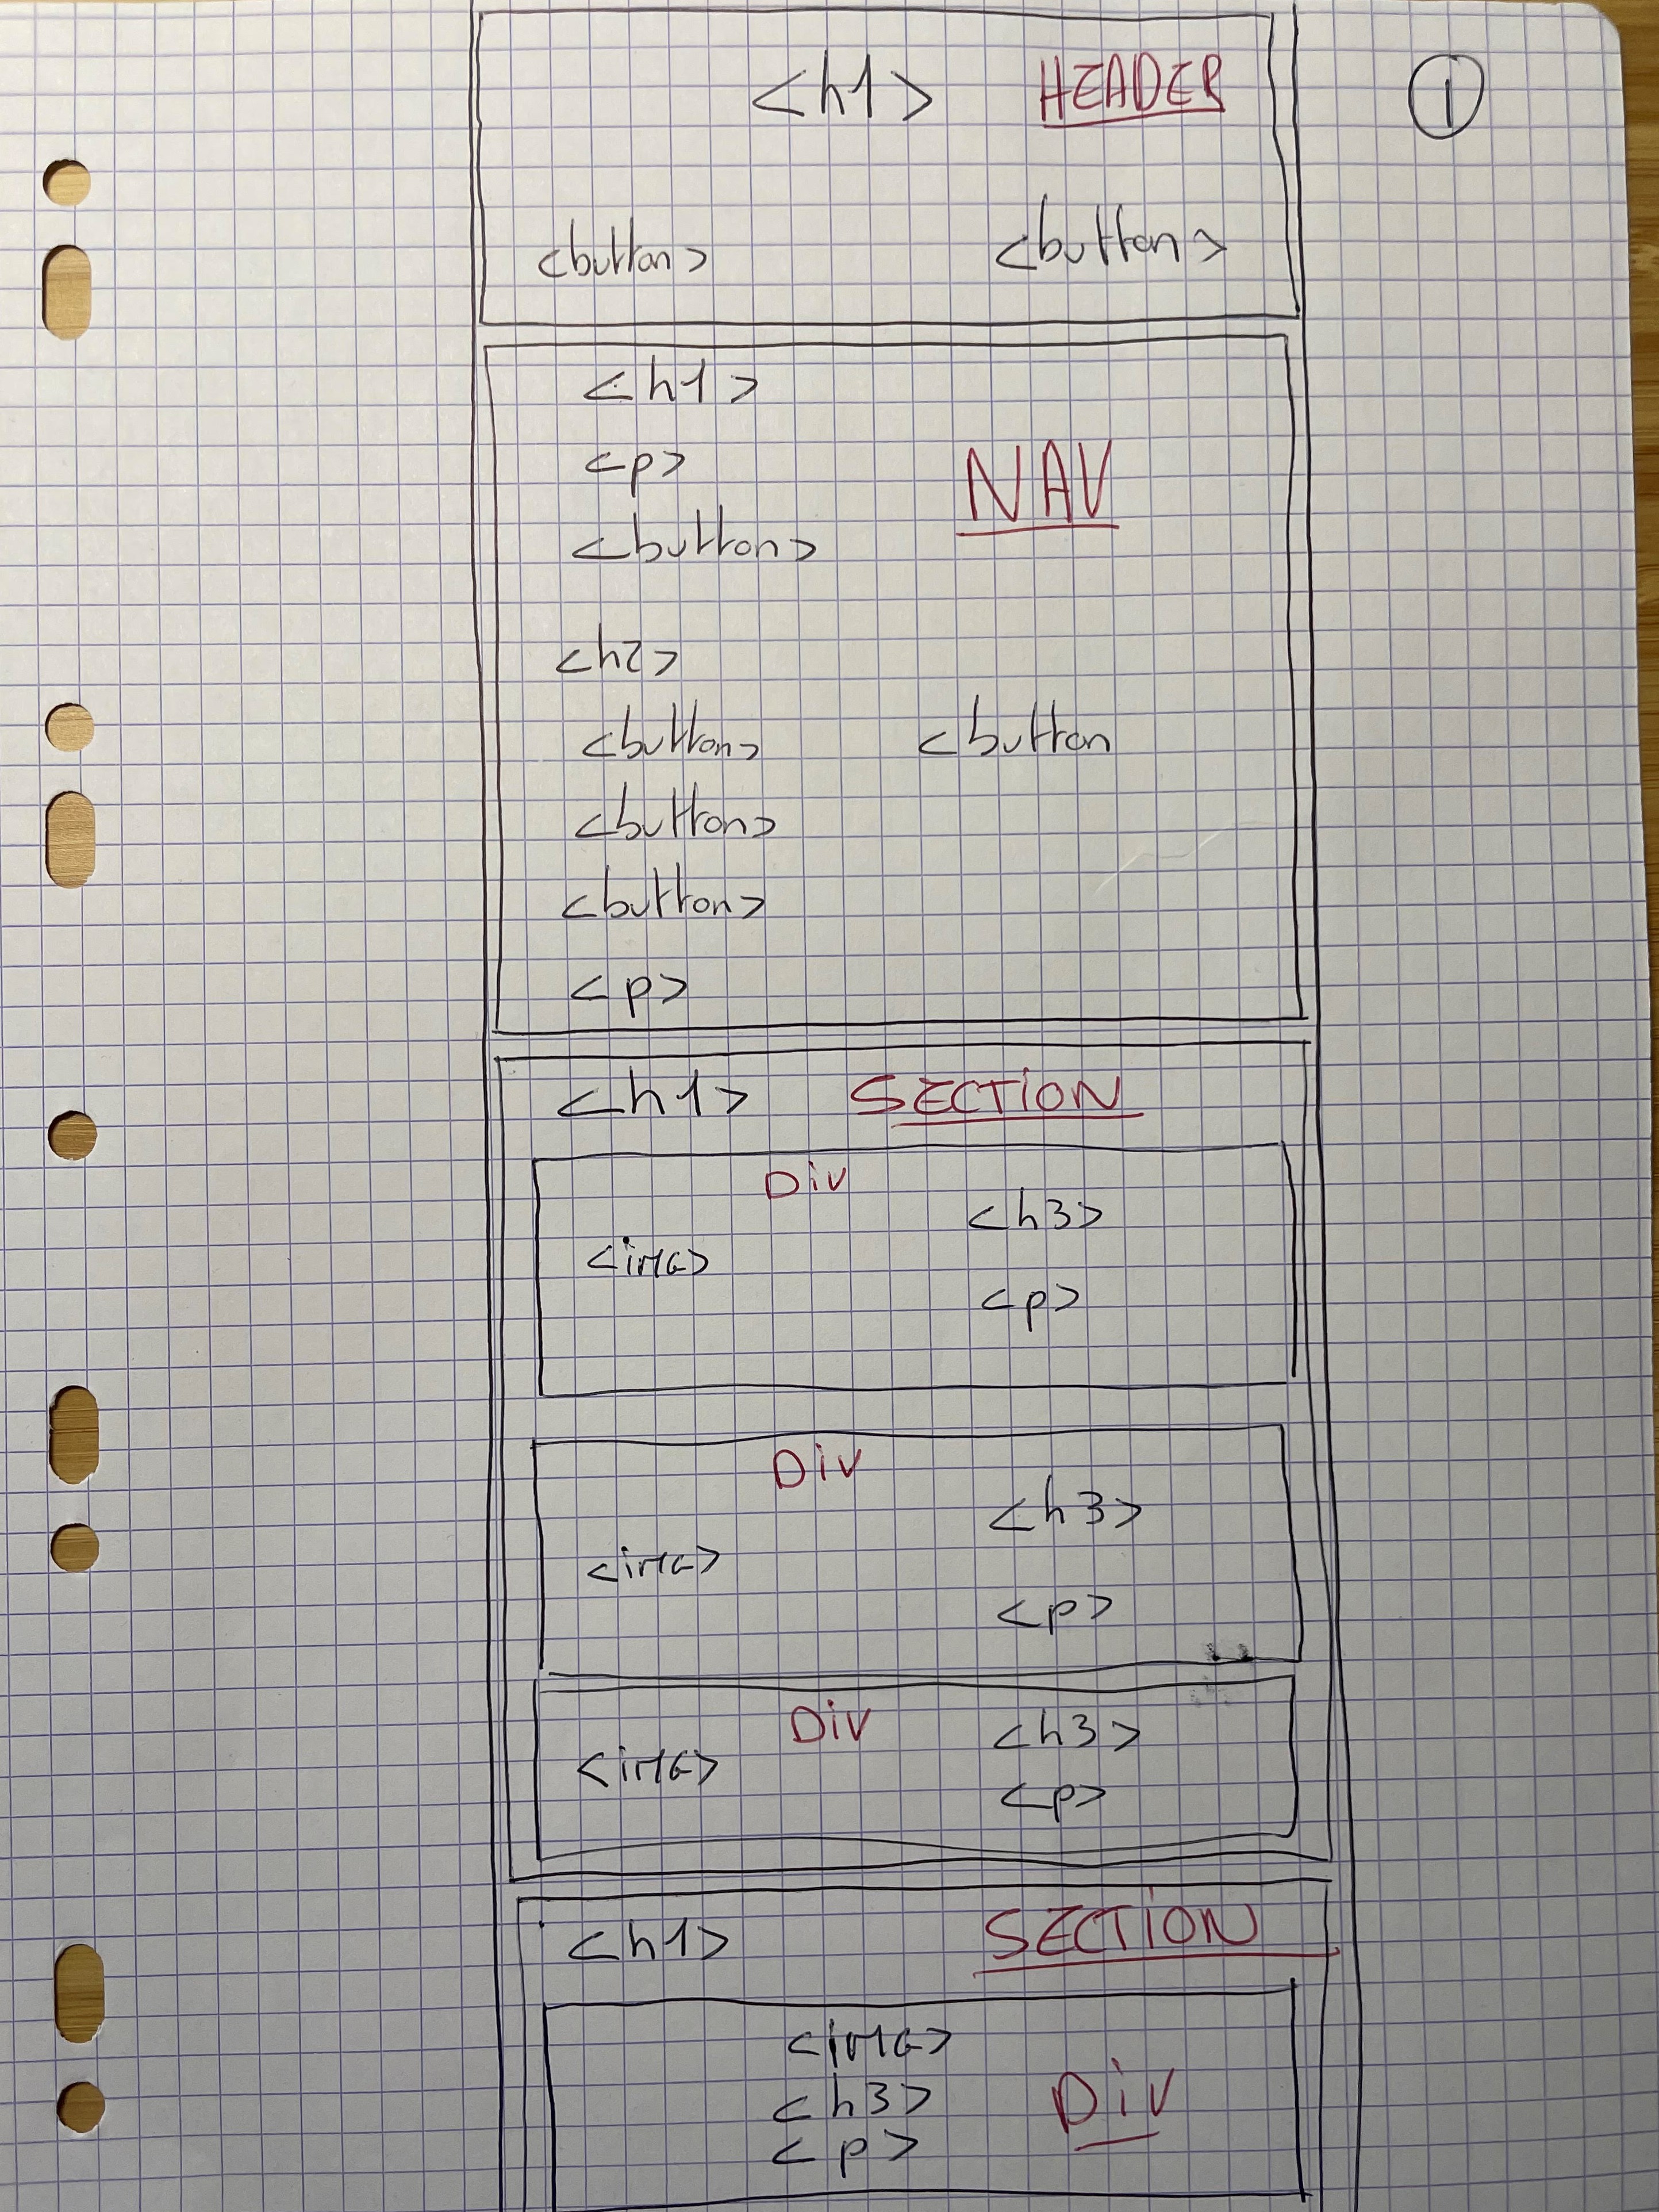 <h1> HEADER
1
<button> <button>
<h1>
<p>
NAV
<button>
<h2>
<button> <button
<button>
<button>
<p>
<h1> SECTION
Div
<h3>
<iMG>
<p>
Div
<h3>
<iMG>
<p>
Div
<h3>
<iMG>
<p>
<h1> SECTION
<iMG>
<h3>
Div
<p>